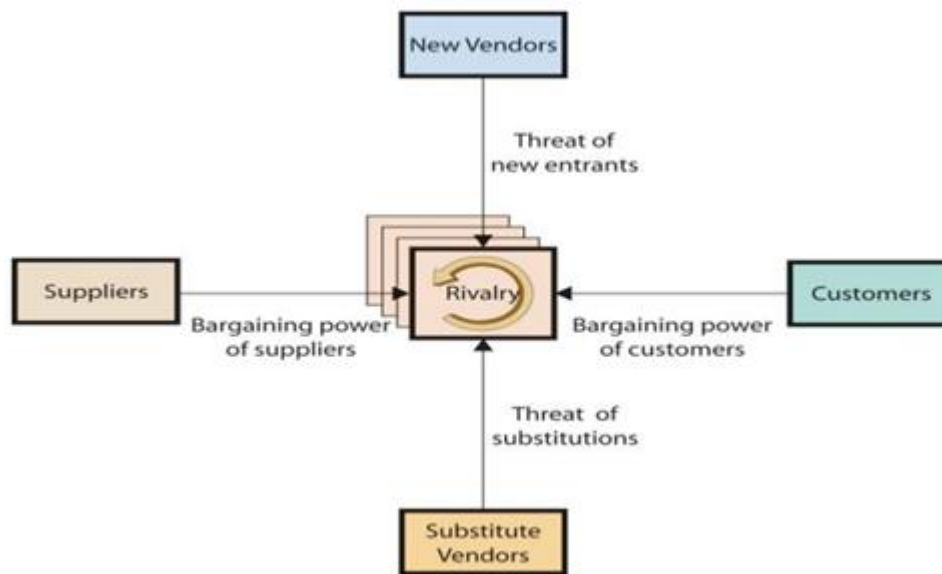 New Vendors
Threat of
new entrants
Suppliers
Rivalry
Customers
Bargaining power
of suppliers
Bargaining power
of customers
Threat of
substitutions
Substitute
Vendors